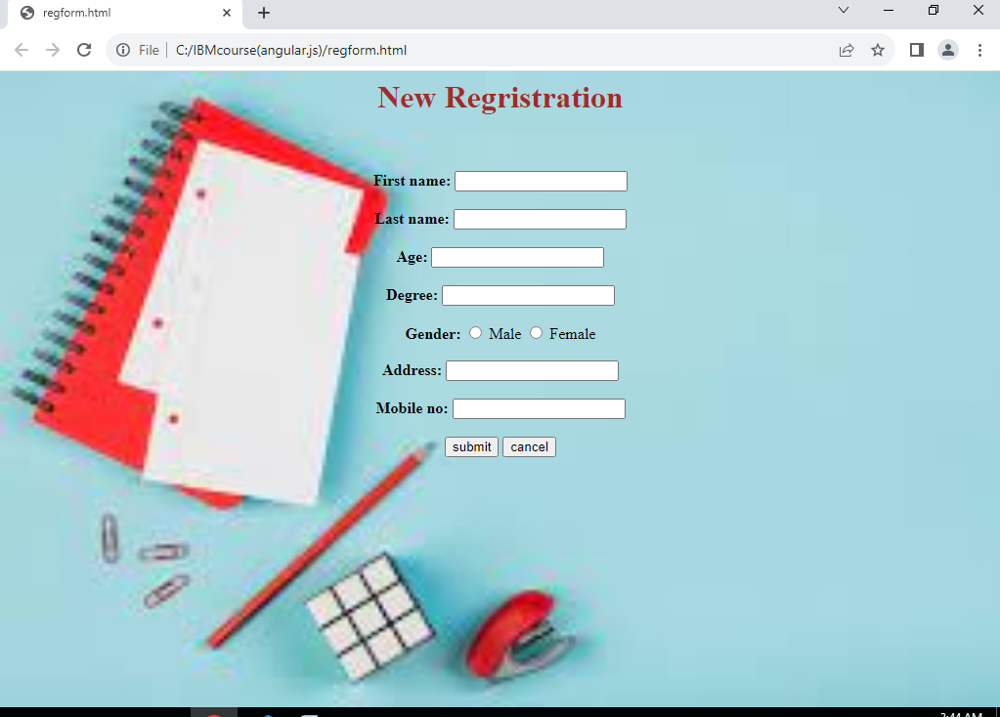 regform.html
File C:/IBMcourse(angular.js)/regform.html
New Regristration
First name:
Last name:
Age:
Degree:
Gender: Male Female
Address:
Mobile no:
submit cancel